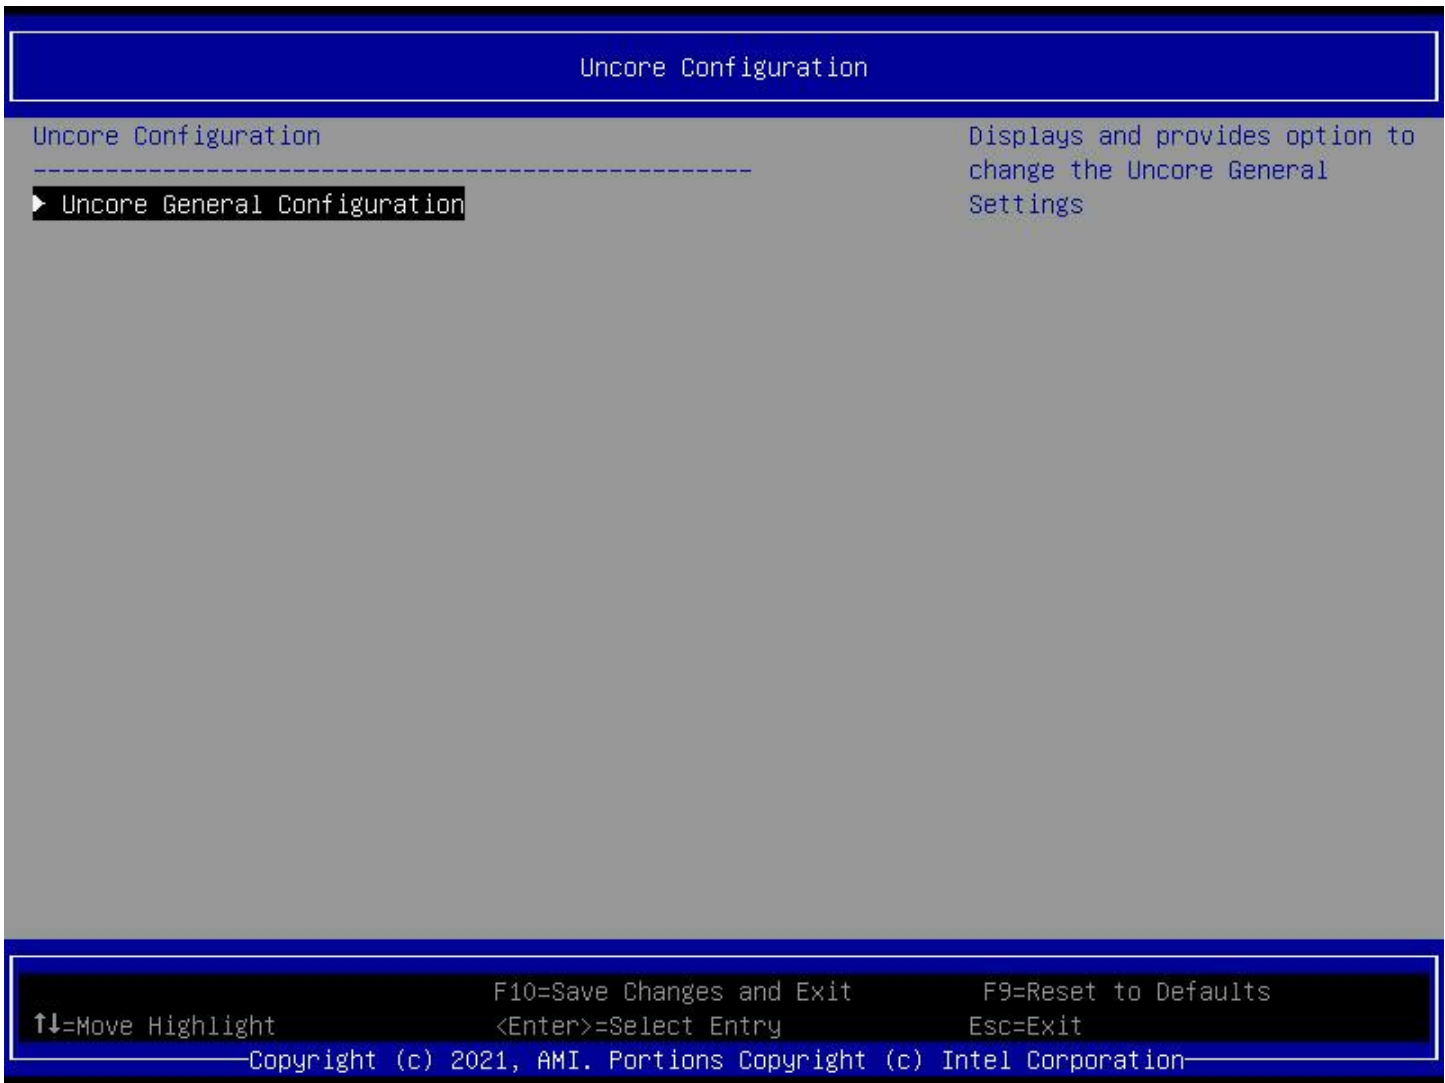 Uncore Configuration
Uncore Configuration
--------------------------------------------------
▶ Uncore General Configuration
Displays and provides option to
change the Uncore General
Settings
F10=Save Changes and Exit F9=Reset to Defaults
↑↓=Move Highlight <Enter>=Select Entry Esc=Exit
Copyright (c) 2021, AMI. Portions Copyright (c) Intel Corporation